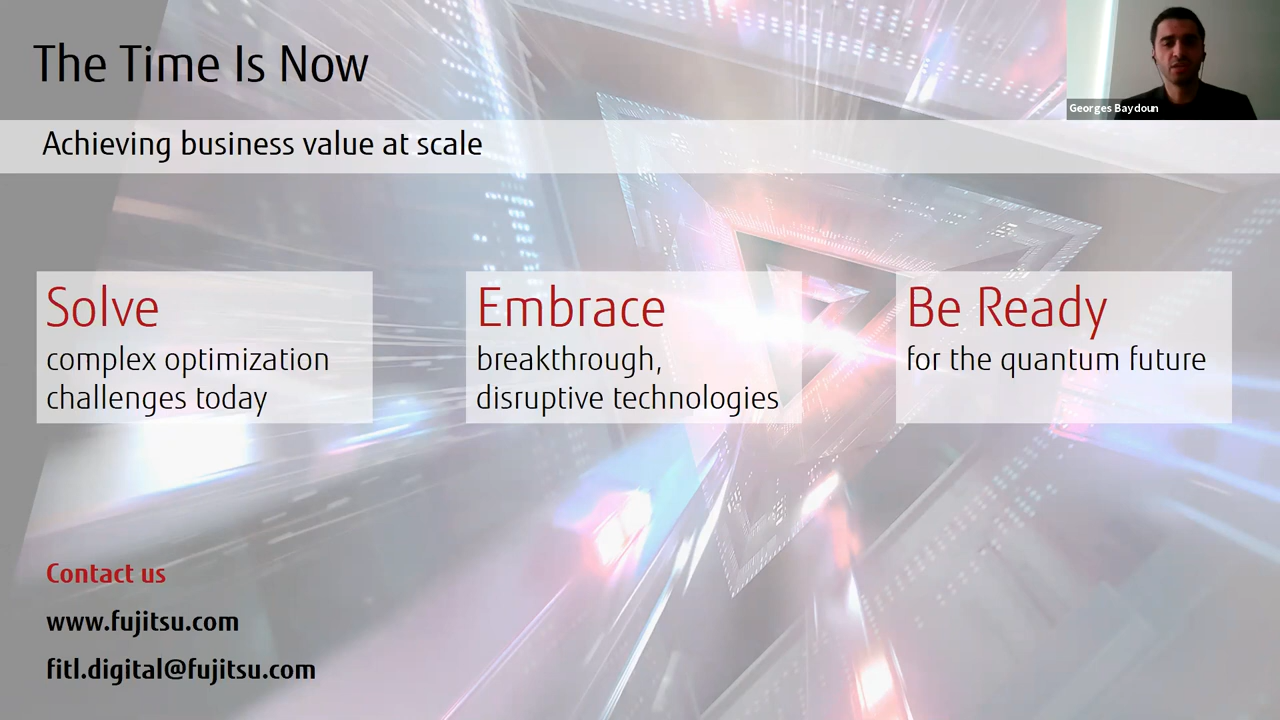 The Time Is Now
Georges Baydoun
Achieving business value at scale
Solve
complex optimization
challenges today
Embrace
breakthrough,
disruptive technologies
Be Ready
for the quantum future
Contact us
www.fujitsu.com
fitl.digital@fujitsu.com